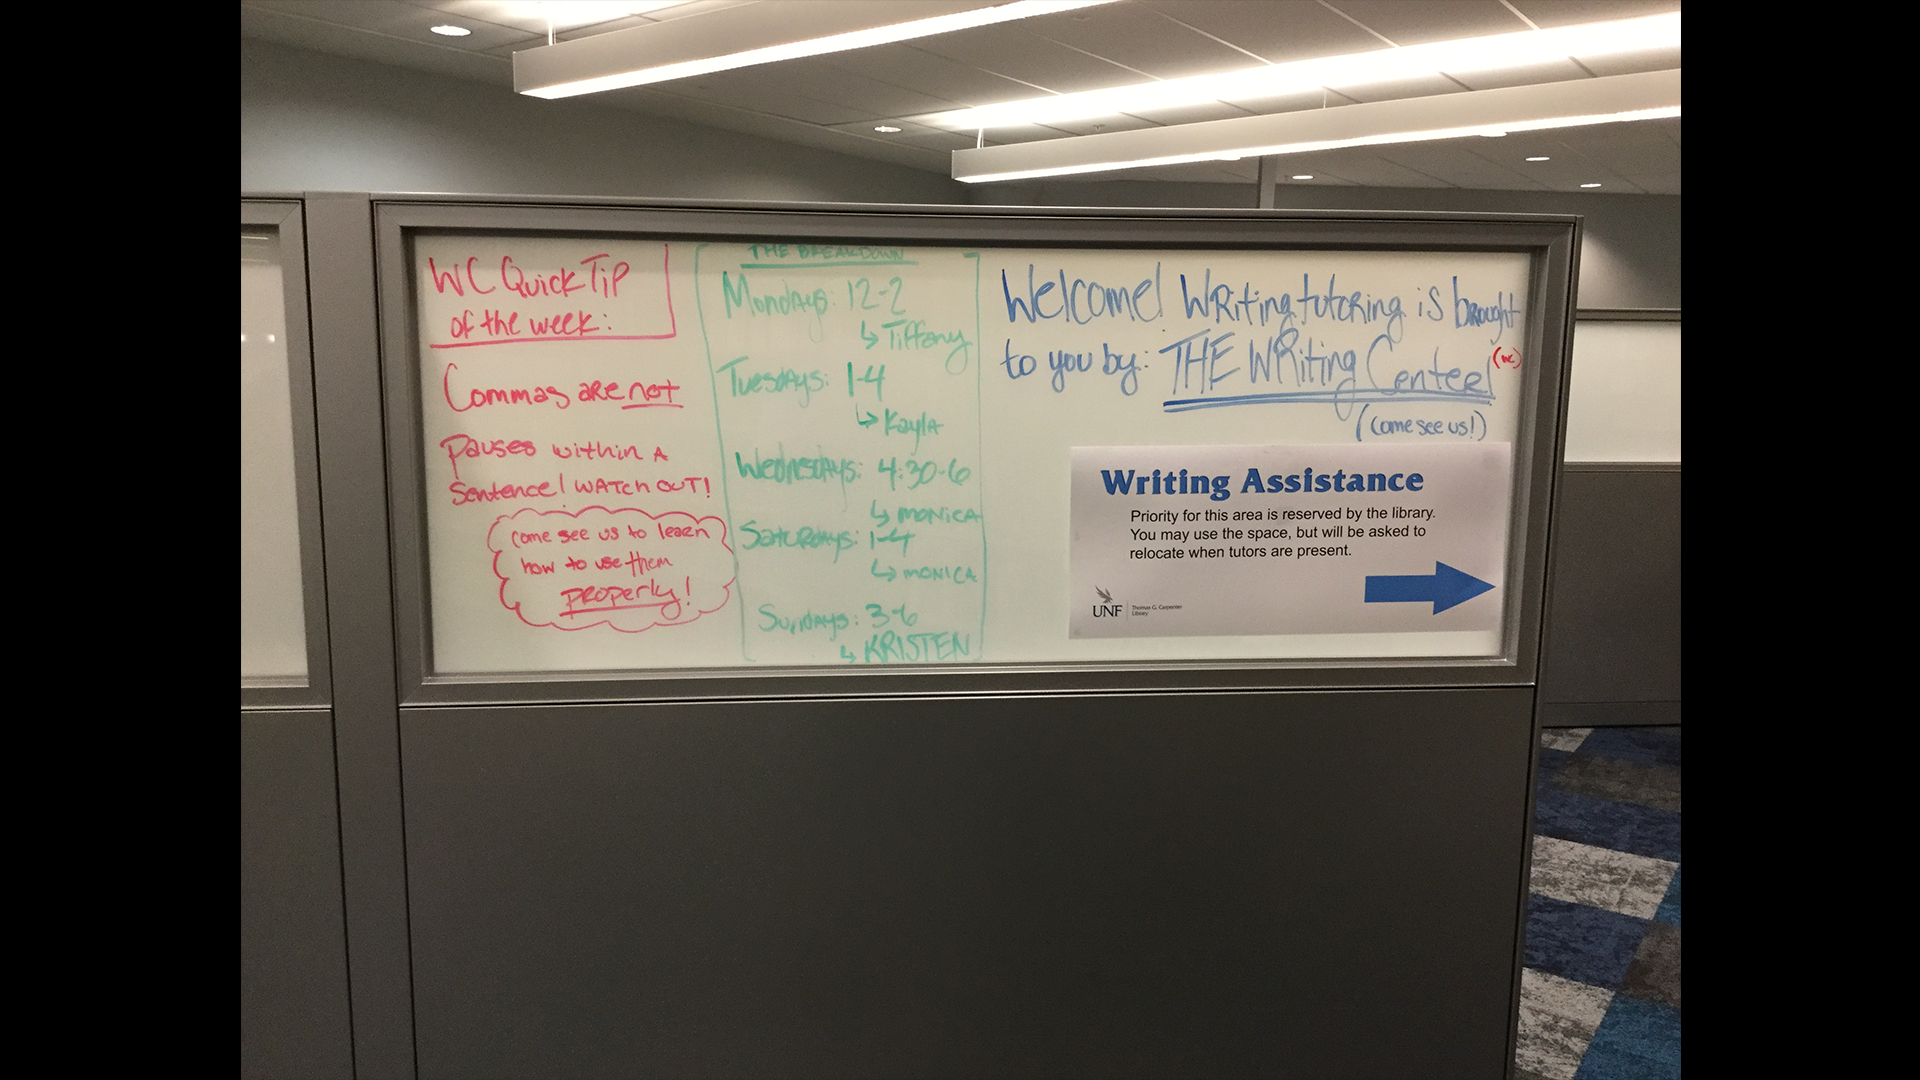 WC Quick Tip
of the week:
Commas are not
pauses within a
sentence! WATCH OUT!
come see us to learn
how to use them
properly!
THE BREAKDOWN
Mondays: 12-2
↳ Tiffany
Tuesdays: 1-4
↳ Kayla
Wednesdays: 4:30-6
↳ MONICA
Saturdays: 1-4
↳ MONICA
Sundays: 3-6
↳ KRISTEN
Welcome! Writing tutoring is brought
to you by: THE WRiting Center! (WC)
(come see us!)
Writing Assistance
Priority for this area is reserved by the library.
You may use the space, but will be asked to
relocate when tutors are present.
UNF
Thomas G. Carpenter
Library